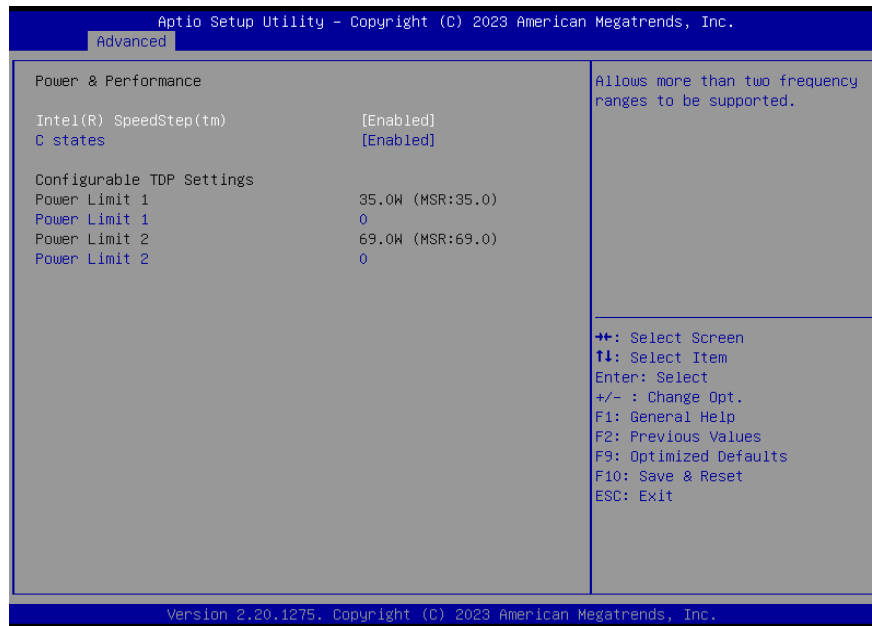 Aptio Setup Utility – Copyright (C) 2023 American Megatrends, Inc.
Advanced
Power & Performance
Intel(R) SpeedStep(tm) [Enabled]
C states [Enabled]
Configurable TDP Settings
Power Limit 1 35.0W (MSR:35.0)
Power Limit 1 0
Power Limit 2 69.0W (MSR:69.0)
Power Limit 2 0
Allows more than two frequency
ranges to be supported.
→←: Select Screen
↑↓: Select Item
Enter: Select
+/- : Change Opt.
F1: General Help
F2: Previous Values
F9: Optimized Defaults
F10: Save & Reset
ESC: Exit
Version 2.20.1275. Copyright (C) 2023 American Megatrends, Inc.